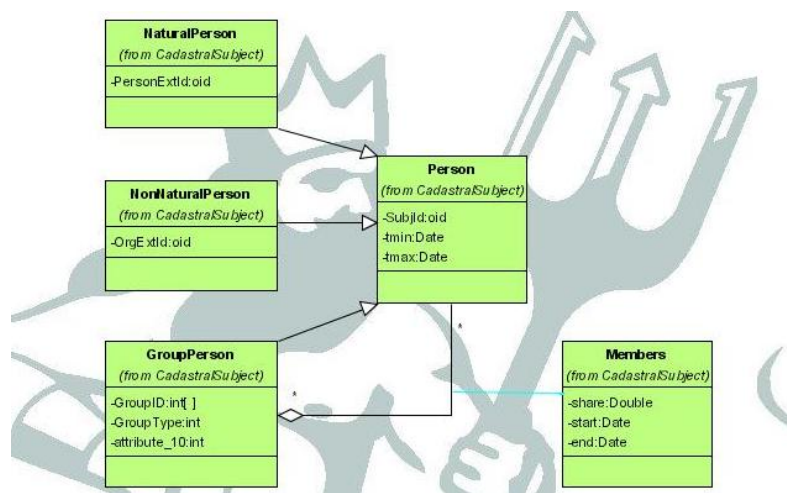 NaturalPerson
(from CadastralSubject)
-PersonExtId:oid
NonNaturalPerson
(from CadastralSubject)
-OrgExtId:oid
Person
(from CadastralSubject)
-SubjId:oid
-tmin:Date
-tmax:Date
*
GroupPerson
(from CadastralSubject)
-GroupID:int[ ]
-GroupType:int
-attribute_10:int
*
Members
(from CadastralSubject)
-share:Double
-start:Date
-end:Date